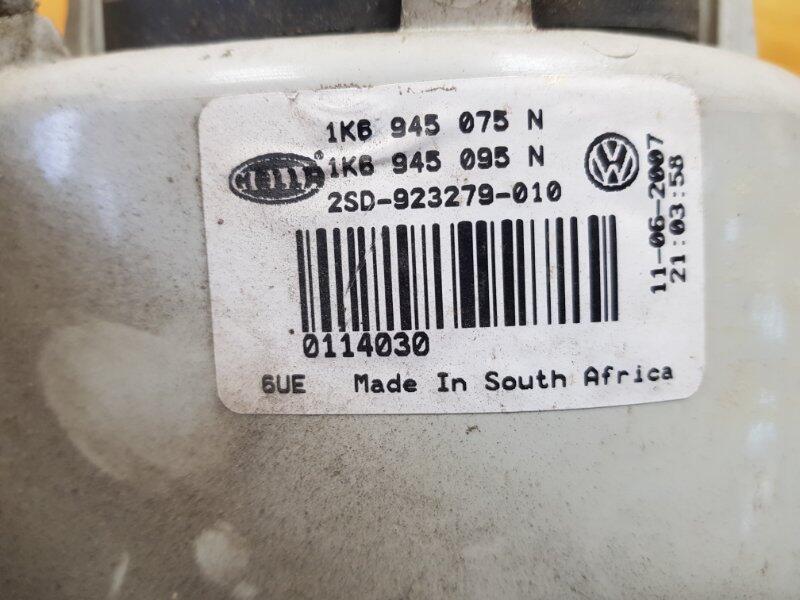 1K6 945 075 N
HELLA® 1K6 945 095 N
2SD-923279-010
VW
11-06-2007
21:03:58
0114030
6UE Made In South Africa